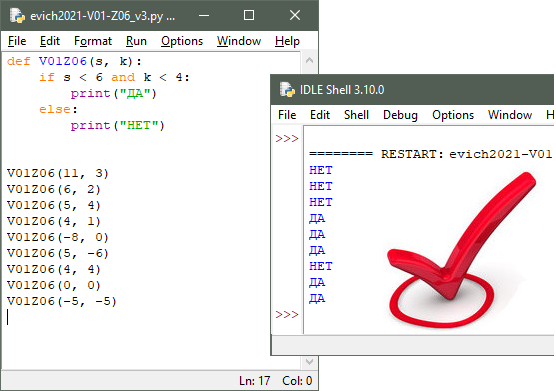 evich2021-V01-Z06_v3.py ...
File Edit Format Run Options Window Help
def V01Z06(s, k):
    if s < 6 and k < 4:
        print("ДА")
    else:
        print("НЕТ")
V01Z06(11, 3)
V01Z06(6, 2)
V01Z06(5, 4)
V01Z06(4, 1)
V01Z06(-8, 0)
V01Z06(5, -6)
V01Z06(4, 4)
V01Z06(0, 0)
V01Z06(-5, -5)
Ln: 17 Col: 0
IDLE Shell 3.10.0
File Edit Shell Debug Options Window H
>>>
======== RESTART: evich2021-V01
НЕТ
НЕТ
НЕТ
ДА
ДА
ДА
НЕТ
ДА
ДА
>>>